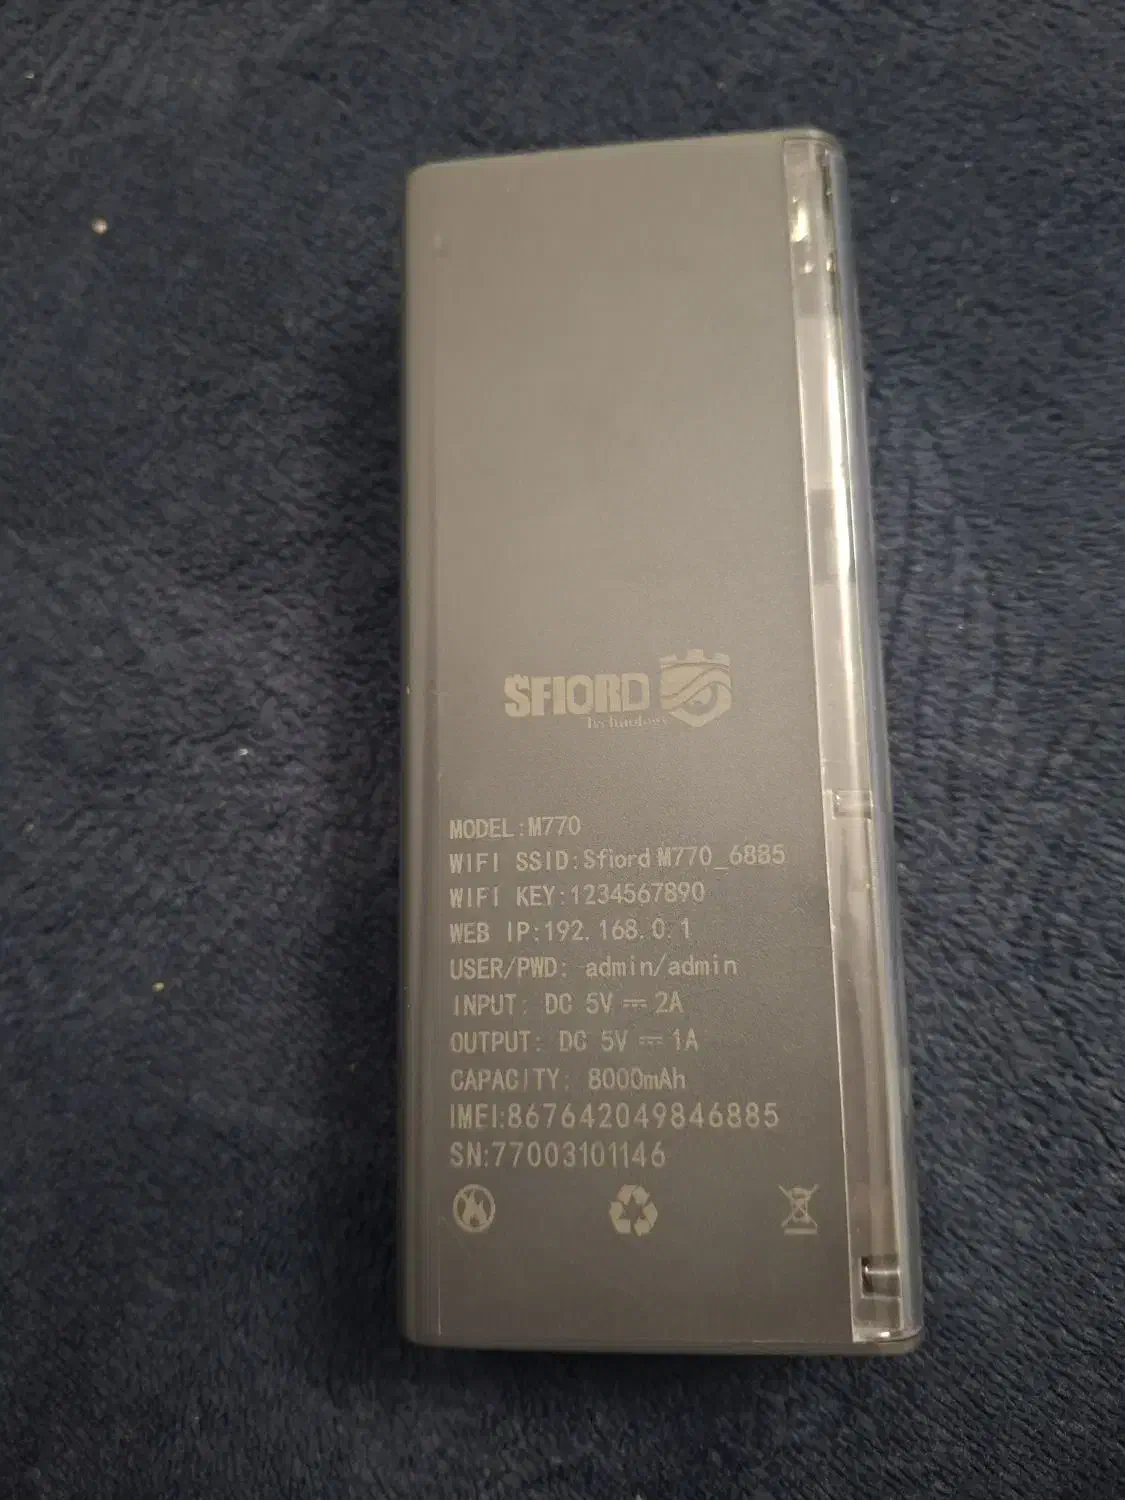 SFIORD
Technology
MODEL:M770
WIFI SSID:Sfiord M770_6885
WIFI KEY:1234567890
WEB IP:192.168.0.1
USER/PWD: admin/admin
INPUT: DC 5V ⎓ 2A
OUTPUT: DC 5V ⎓ 1A
CAPACITY: 8000mAh
IMEI:867642049846885
SN:77003101146